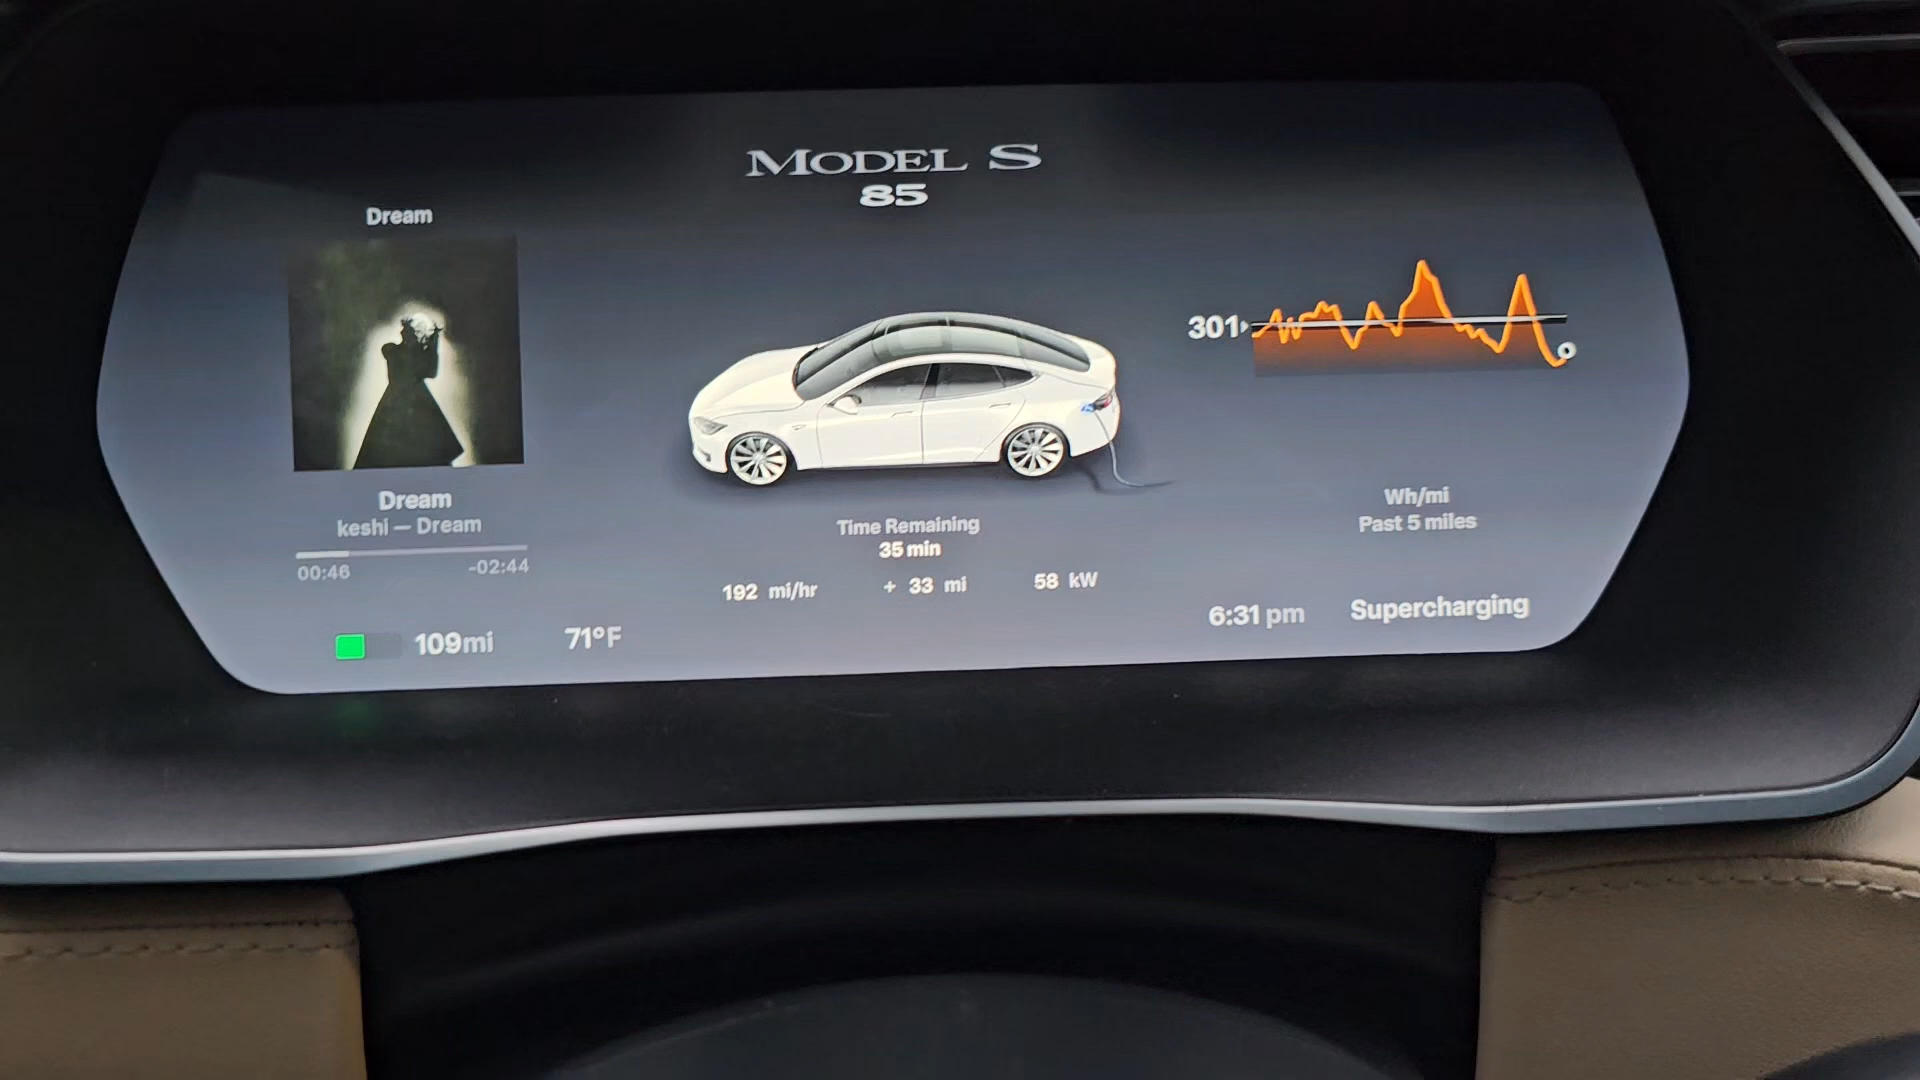 MODEL S
85
Dream
Dream
keshi — Dream
00:46 -02:44
301
Wh/mi
Past 5 miles
Time Remaining
35 min
192 mi/hr + 33 mi 58 kW
109mi 71°F 6:31 pm Supercharging